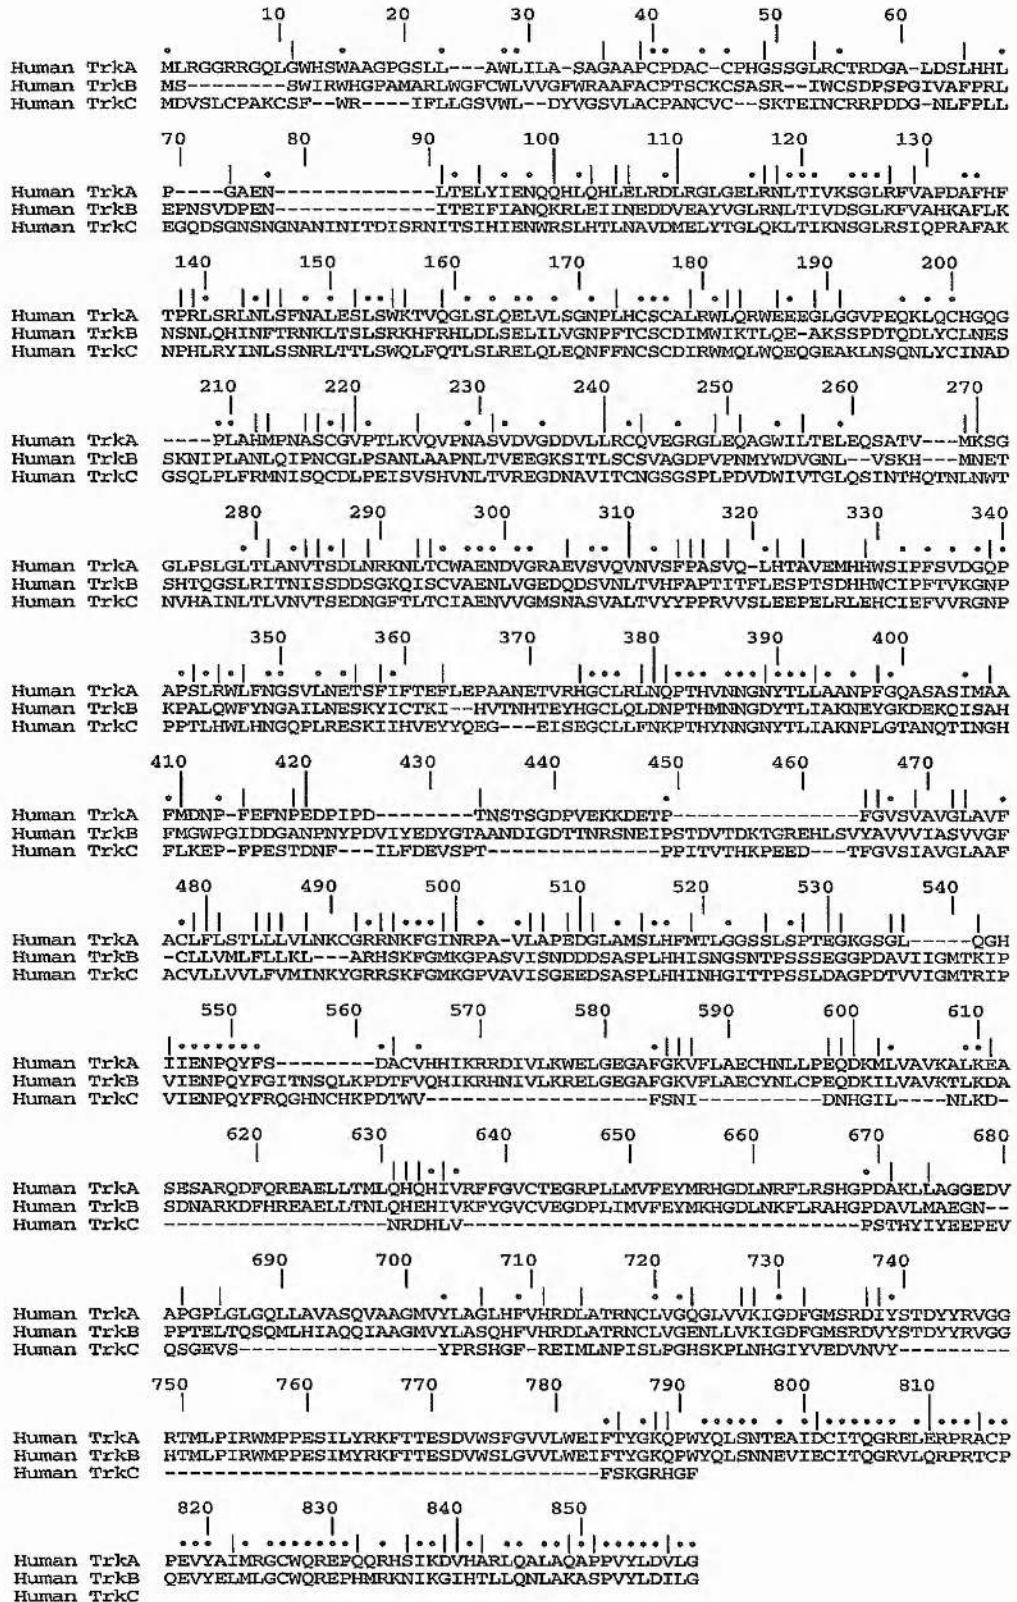 10 20 30 40 50 60
Human TrkA MLRGGRRGQLGWHSWAAGPGSLL---AWLILA-SAGAAPCPDAC-CPHGSSGLRCTRDGA-LDSLHHL
Human TrkB MS--------SWIRWHGPAMARLWGFCWLVVGFWRAAFACPTSCKCSASR--IWCSDPSPGIVAFPRL
Human TrkC MDVSLCPAKCSF--WR----IFLLGSVWL--DYVGSVLACPANCVC--SKTEINCRRPDDG-NLFPLL
70 80 90 100 110 120 130
Human TrkA P----GAEN-------------LTELYIENQQHLQHLELRDLRGLGELRNLTIVKSGLRFVAPDAFHF
Human TrkB EPNSVDPEN-------------ITEIFIANQKRLEIINEDDVEAYVGLRNLTIVDSGLKFVAHKAFLK
Human TrkC EGQDSGNSNGNANINITDISRNITSIHIENWRSLHTLNAVDMELYTGLQKLTIKNSGLRSIQPRAFAK
140 150 160 170 180 190 200
Human TrkA TPRLSRLNLSFNALESLSWKTVQGLSLQELVLSGNPLHCSCALRWLQRWEEEGLGGVPEQKLQCHGQG
Human TrkB NSNLQHINFTRNKLTSLSRKHFRHLDLSELILVGNPFTCSCDIMWIKTLQE-AKSSPDTQDLYCLNES
Human TrkC NPHLRYINLSSNRLTTLSWQLFQTLSLRELQLEQNFFNCSCDIRWMQLWQEQGEAKLNSQNLYCINAD
210 220 230 240 250 260 270
Human TrkA ----PLAHMPNASCGVPTLKVQVPNASVDVGDDVLLRCQVEGRGLEQAGWILTELEQSATV---MKSG
Human TrkB SKNIPLANLQIPNCGLPSANLAAPNLTVEEGKSITLSCSVAGDPVPNMYWDVGNL--VSKH---MNET
Human TrkC GSQLPLFRMNISQCDLPEISVSHVNLTVREGDNAVITCNGSGSPLPDVDWIVTGLQSINTHQTNLNWT
280 290 300 310 320 330 340
Human TrkA GLPSLGLTLANVTSDLNRKNLTCWAENDVGRAEVSVQVNVSFPASVQ-LHTAVEMHHWSIPFSVDGQP
Human TrkB SHTQGSLRITNISSDDSGKQISCVAENLVGEDQDSVNLTVHFAPTITFLESPTSDHHWCIPFTVKGNP
Human TrkC NVHAINLTLVNVTSEDNGFTLTCIAENVVGMSNASVALTVYYPPRVVSLEEPELRLEHCIEFVVRGNP
350 360 370 380 390 400
Human TrkA APSLRWLFNGSVLNETSFIFTEFLEPAANETVRHGCLRLNQPTHVNNGNYTLLAANPFGQASASIMAA
Human TrkB KPALQWFYNGAILNESKYICTKI--HVTNHTEYHGCLQLDNPTHMNNGDYTLIAKNEYGKDEKQISAH
Human TrkC PPTLHWLHNGQPLRESKIIHVEYYQEG---EISEGCLLFNKPTHYNNGNYTLIAKNPLGTANQTINGH
410 420 430 440 450 460 470
Human TrkA FMDNP-FEFNPEDPIPD--------TNSTSGDPVEKKDETP---------------FGVSVAVGLAVF
Human TrkB FMGWPGIDDGANPNYPDVIYEDYGTAANDIGDTTNRSNEIPSTDVTDKTGREHLSVYAVVVIASVVGF
Human TrkC FLKEP-FPESTDNF---ILFDEVSPT----------PPITVTHKPEED---TFGVSIAVGLAAF
480 490 500 510 520 530 540
Human TrkA ACLFLSTLLLVLNKCGRRNKFGINRPA-VLAPEDGLAMSLHFMTLGGSSLSPTEGKGSGL-----QGH
Human TrkB -CLLVMLFLLKL---ARHSKFGMKGPASVISNDDDSASPLHHISNGSNTPSSSEGGPDAVIIGMTKIP
Human TrkC ACVLLVVLFVMINKYGRRSKFGMKGPVAVISGEEDSASPLHHINHGITTPSSLDAGPDTVVIGMTRIP
550 560 570 580 590 600 610
Human TrkA IIENPQYFS---------DACVHHIKRRDIVLKWELGEGAFGKVFLAECHNLLPEQDKMLVAVKALKEA
Human TrkB VIENPQYFGITNSQLKPDTFVQHIKRHNIVLKRELGEGAFGKVFLAECYNLCPEQDKILVAVKTLKDA
Human TrkC VIENPQYFRQGHNCHKPDTWV------------------FSNI----------DNHGIL----NLKD-
620 630 640 650 660 670 680
Human TrkA SESARQDFQREAELLTMLQHQHIVRFFGVCTEGRPLLMVFEYMRHGDLNRFLRSHGPDAKLLAGGEDV
Human TrkB SDNARKDFHREAELLTNLQHEHIVKFYGVCVEGDPLIMVFEYMKHGDLNKFLRAHGPDAVLMAEGN--
Human TrkC ------------------NRDHLV--------------------------------PSTHYIYEEPEV
690 700 710 720 730 740
Human TrkA APGPLGLGQLLAVASQVAAGMVYLAGLHFVHRDLATRNCLVGQGLVVKIGDFGMSRDIYSTDYYRVGG
Human TrkB PPTELTQSQMLHIAQQIAAGMVYLASQHFVHRDLATRNCLVGENLLVKIGDFGMSRDVYSTDYYRVGG
Human TrkC QSGEVS----------------YPRSHGF-REIMLNPISLPGHSKPLNHGIYVEDVNVY---------
750 760 770 780 790 800 810
Human TrkA RTMLPIRWMPPESILYRKFTTESDVWSFGVVLWEIFTYGKQPWYQLSNTEAIDCITQGRELERPRACP
Human TrkB HTMLPIRWMPPESIMYRKFTTESDVWSLGVVLWEIFTYGKQPWYQLSNNEVIECITQGRVLQRPRTCP
Human TrkC -----------------------------------FSKGRHGF
820 830 840 850
Human TrkA PEVYAIMRGCWQREPQQRHSIKDVHARLQALAQAPPVYLDVLG
Human TrkB QEVYELMLGCWQREPHMRKNIKGIHTLLQNLAKASPVYLDILG
Human TrkC